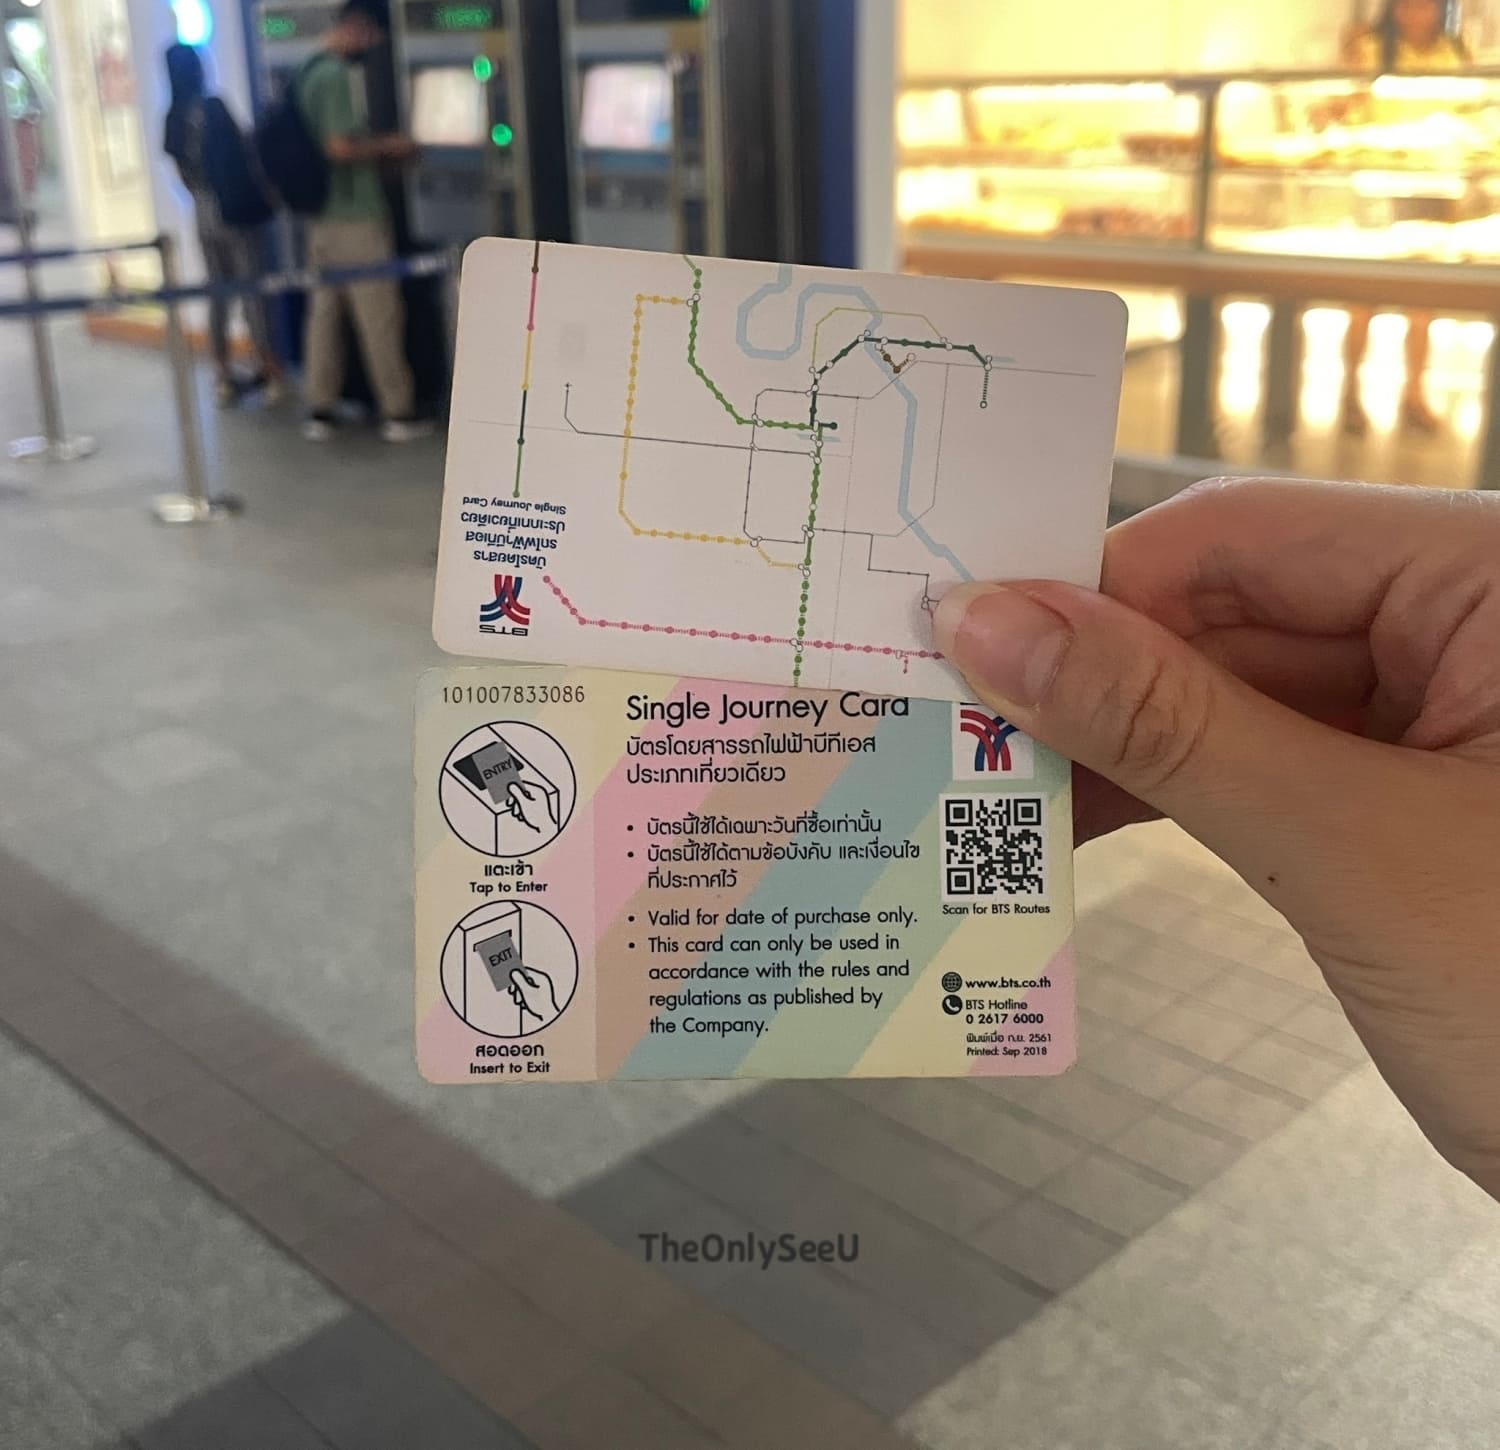 Single Journey Card
ประเภทเที่ยวเดียว
รถไฟฟ้าบีทีเอส
บัตรโดยสาร
BTS
101007833086
ENTRY
แตะเข้า
Tap to Enter
EXIT
สอดออก
Insert to Exit
Single Journey Card
บัตรโดยสารรถไฟฟ้าบีทีเอส
ประเภทเที่ยวเดียว
• บัตรนี้ใช้ได้เฉพาะวันที่ซื้อเท่านั้น
• บัตรนี้ใช้ได้ตามข้อบังคับ และเงื่อนไข
ที่ประกาศไว้
• Valid for date of purchase only.
• This card can only be used in
accordance with the rules and
regulations as published by
the Company.
Scan for BTS Routes
www.bts.co.th
BTS Hotline
0 2617 6000
พิมพ์เมื่อ ก.ย. 2561
Printed: Sep 2018
TheOnlySeeU